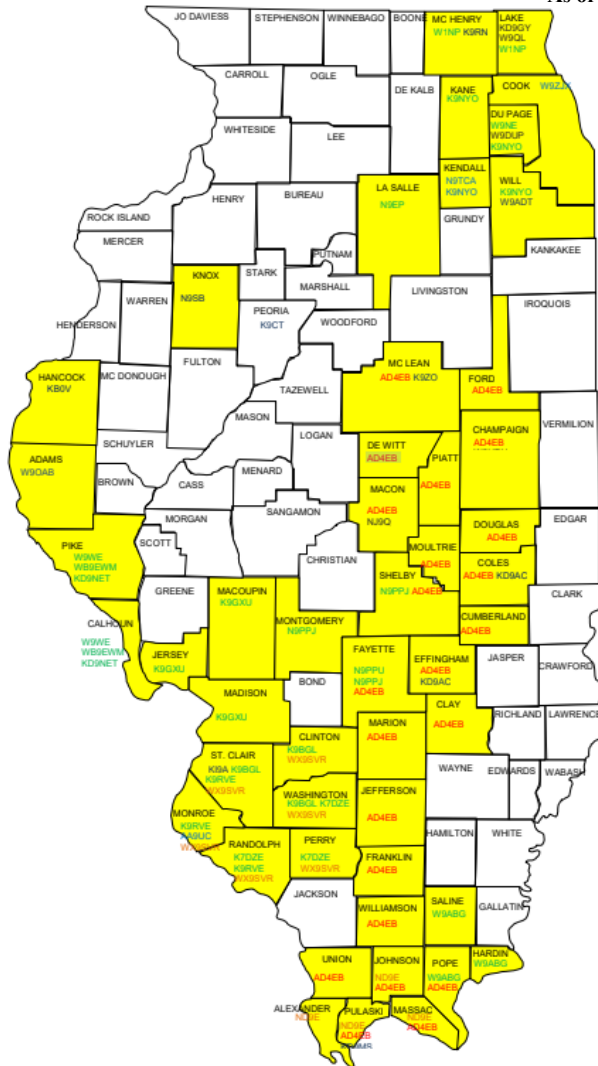 As of
JO DAVIESS
STEPHENSON
WINNEBAGO
BOONE
MC HENRY
W1NP K9RN
LAKE
KD9GY
W9QL
W1NP
CARROLL
OGLE
DE KALB
KANE
K9NYO
COOK
W9ZJX
DU PAGE
W9NE
W9DUP
K9NYO
WHITESIDE
LEE
KENDALL
N9TCA
K9NYO
WILL
K9NYO
W9ADT
LA SALLE
N9EP
BUREAU
HENRY
ROCK ISLAND
GRUNDY
MERCER
PUTNAM
KANKAKEE
KNOX
N9SB
STARK
MARSHALL
LIVINGSTON
IROQUOIS
WARREN
HENDERSON
PEORIA
K9CT
WOODFORD
FULTON
MC LEAN
AD4EB K9ZO
FORD
AD4EB
HANCOCK
KB0V
MC DONOUGH
TAZEWELL
MASON
LOGAN
CHAMPAIGN
AD4EB
VERMILION
SCHUYLER
DE WITT
AD4EB
PIATT
AD4EB
ADAMS
W9OAB
BROWN
CASS
MENARD
MACON
AD4EB
NJ9Q
SANGAMON
MORGAN
DOUGLAS
AD4EB
EDGAR
PIKE
W9WE
WB9EWM
KD9NET
SCOTT
CHRISTIAN
MOULTRIE
AD4EB
COLES
AD4EB KD9AC
SHELBY
N9PPJ AD4EB
GREENE
MACOUPIN
K9GXU
MONTGOMERY
N9PPJ
CLARK
CUMBERLAND
AD4EB
CALHOUN
W9WE
WB9EWM
KD9NET
JERSEY
K9GXU
FAYETTE
N9PPU
N9PPJ
AD4EB
EFFINGHAM
AD4EB
KD9AC
JASPER
CRAWFORD
BOND
MADISON
K9GXU
CLAY
AD4EB
RICHLAND
LAWRENCE
MARION
AD4EB
CLINTON
K9BGL
WX9SVR
ST. CLAIR
KI9A K9BGL
K9RVE
WX9SVR
WAYNE
EDWARDS
WABASH
WASHINGTON
K9BGL K7DZE
WX9SVR
JEFFERSON
AD4EB
MONROE
K9RVE
AA9UC
WX9SVR
RANDOLPH
K7DZE
K9RVE
WX9SVR
PERRY
K7DZE
WX9SVR
HAMILTON
WHITE
FRANKLIN
AD4EB
JACKSON
WILLIAMSON
AD4EB
SALINE
W9ABG
GALLATIN
UNION
AD4EB
JOHNSON
ND9E
AD4EB
POPE
W9ABG
AD4EB
HARDIN
W9ABG
ALEXANDER
ND9E
PULASKI
ND9E
AD4EB
MASSAC
ND9E
AD4EB